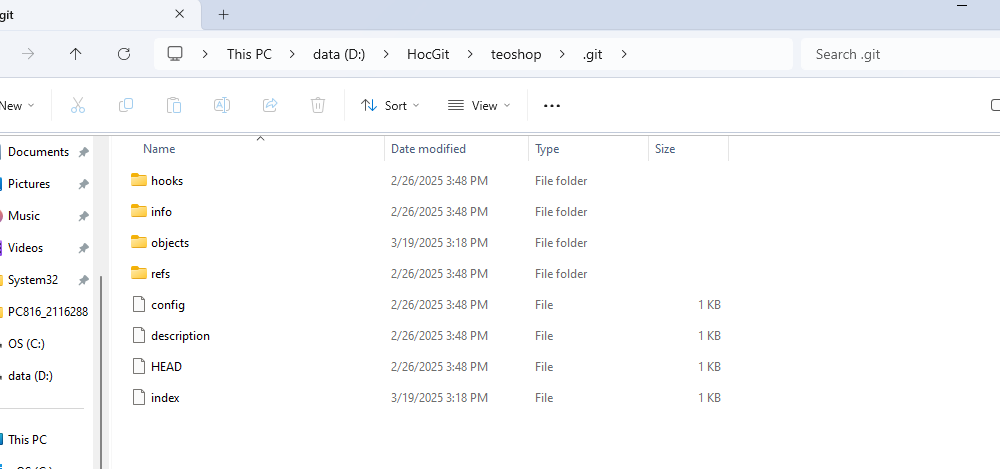 git
This PC data (D:) HocGit teoshop .git
Search .git
New Sort View
Name Date modified Type Size
Documents
Pictures
Music
Videos
System32
PC816_2116288
OS (C:)
data (D:)
This PC
OS (C:)
hooks 2/26/2025 3:48 PM File folder
info 2/26/2025 3:48 PM File folder
objects 3/19/2025 3:18 PM File folder
refs 2/26/2025 3:48 PM File folder
config 2/26/2025 3:48 PM File 1 KB
description 2/26/2025 3:48 PM File 1 KB
HEAD 2/26/2025 3:48 PM File 1 KB
index 3/19/2025 3:18 PM File 1 KB